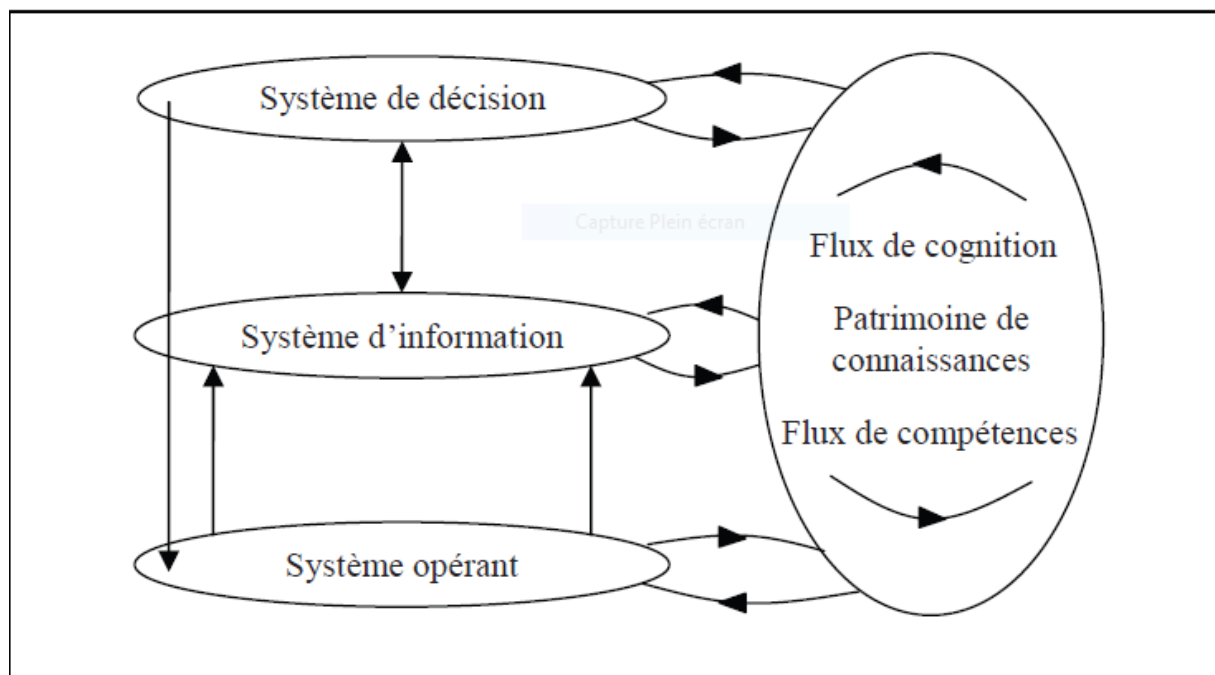 Système de décision
Capture Plein écran
Flux de cognition
Système d’information
Patrimoine de
connaissances
Flux de compétences
Système opérant